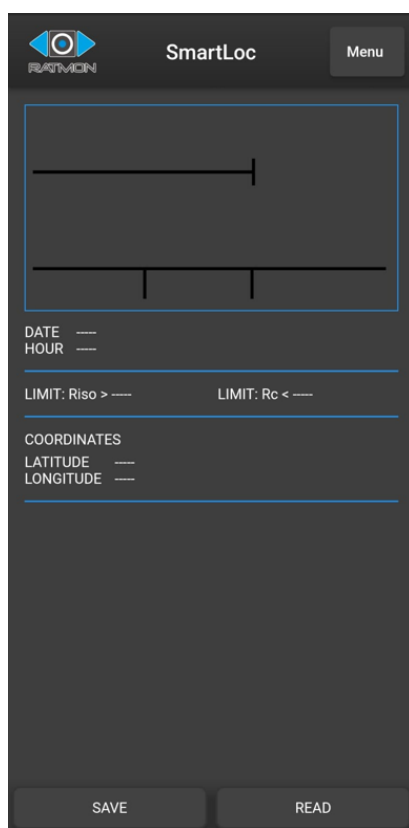 RATMON
SmartLoc
Menu
DATE -----
HOUR -----
LIMIT: Riso > ----- LIMIT: Rc < -----
COORDINATES
LATITUDE -----
LONGITUDE -----
SAVE READ